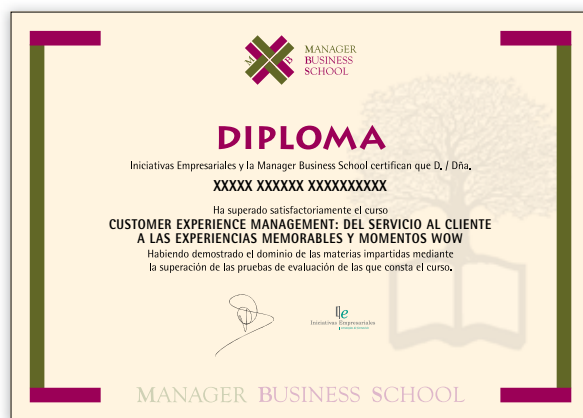 M B
MANAGER
BUSINESS
SCHOOL
DIPLOMA
Iniciativas Empresariales y la Manager Business School certifican que D. / Dña.
XXXXX XXXXXX XXXXXXXXXX
Ha superado satisfactoriamente el curso
CUSTOMER EXPERIENCE MANAGEMENT: DEL SERVICIO AL CLIENTE
A LAS EXPERIENCIAS MEMORABLES Y MOMENTOS WOW
Habiendo demostrado el dominio de las materias impartidas mediante
la superación de las pruebas de evaluación de las que consta el curso.
Iniciativas Empresariales
MANAGER BUSINESS SCHOOL